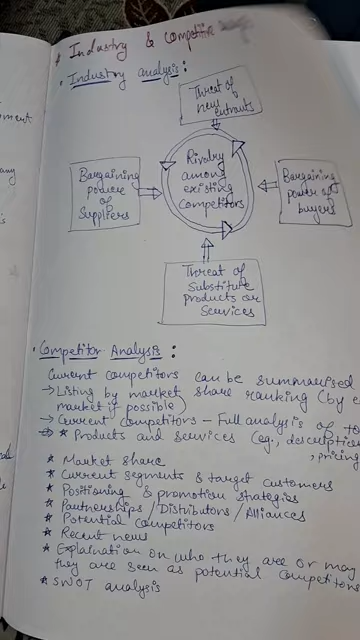 * Industry & Competitive
• Industry analysis:
Threat of
new
entrants
Bargaining
power
of
Suppliers
Rivalry
among
existing
competitors
Bargaining
power of
buyers
Threat of
Substitute
products or
services
• Competitor Analysis:
Current competitors can be summarised
→ Listing by market share ranking (by
market if possible)
→ Current competitors - Full analysis of
⇒ * Products and services (eg., description
, pricing
* Market share
* Current segments & target customers
* Positioning & promotion strategies
* Partnerships / Distributors / Alliances
* Potential competitors
* Recent news
* Explaination on who they are or may
they are seen as potential competitors
* SWOT analysis